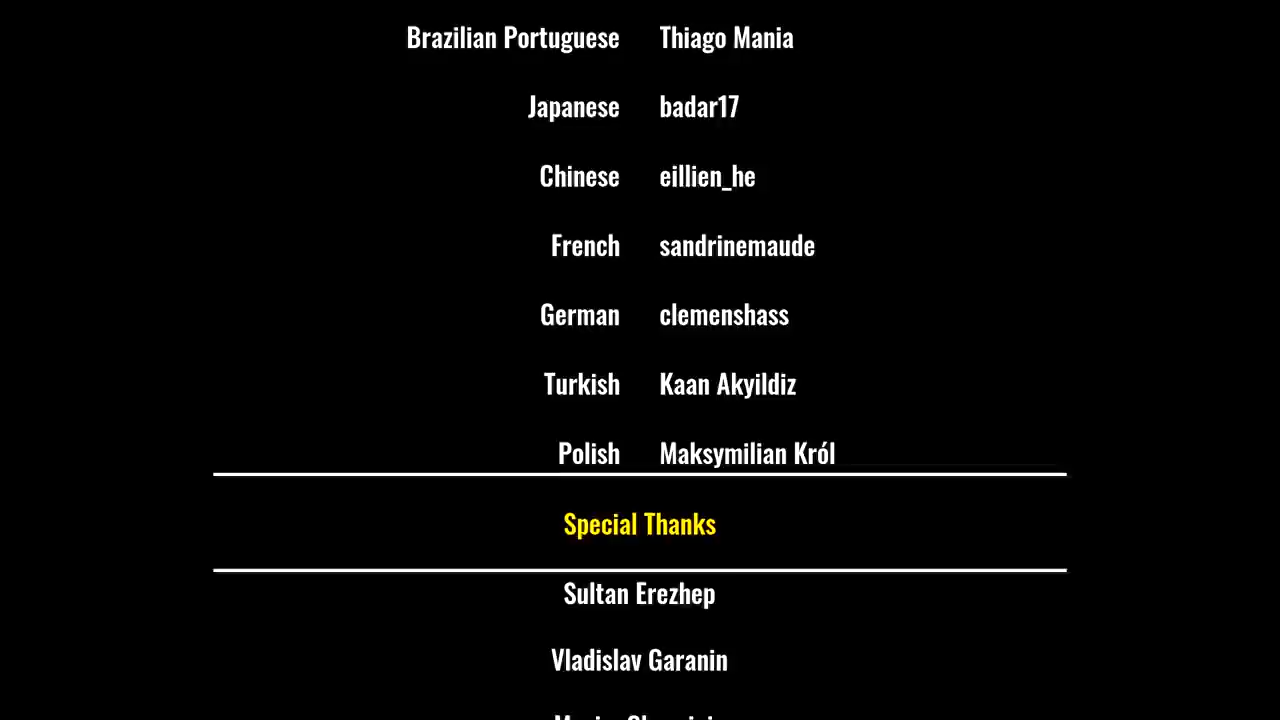 Brazilian Portuguese Thiago Mania
Japanese badar17
Chinese eillien_he
French sandrinemaude
German clemenshass
Turkish Kaan Akyildiz
Polish Maksymilian Król
Special Thanks
Sultan Erezhep
Vladislav Garanin